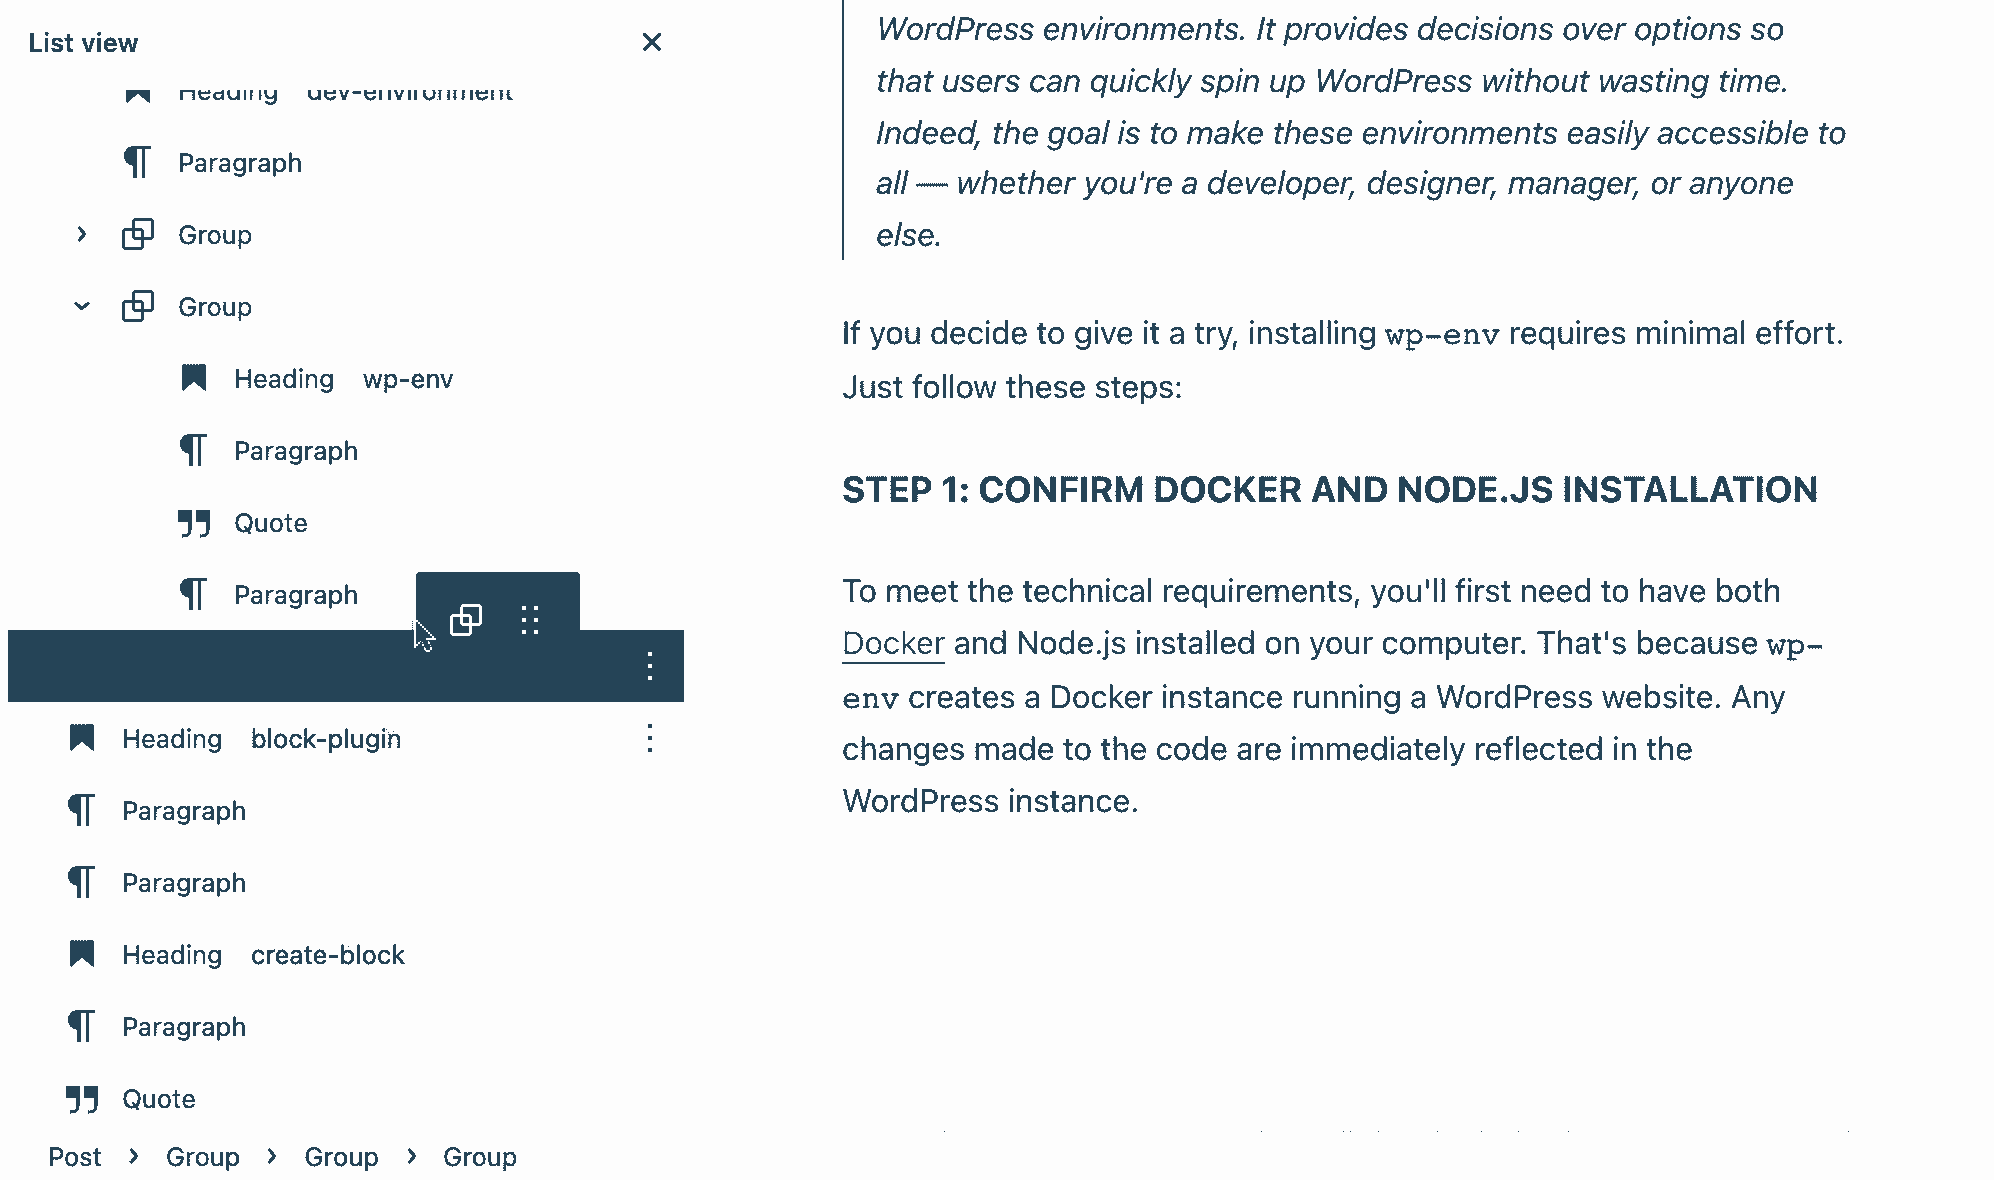 List view
Heading dev-environment
Paragraph
Group
Group
Heading wp-env
Paragraph
Quote
Paragraph
Heading block-plugin
Paragraph
Paragraph
Heading create-block
Paragraph
Quote
Post > Group > Group > Group
WordPress environments. It provides decisions over options so
that users can quickly spin up WordPress without wasting time.
Indeed, the goal is to make these environments easily accessible to
all — whether you're a developer, designer, manager, or anyone
else.
If you decide to give it a try, installing wp-env requires minimal effort.
Just follow these steps:
STEP 1: CONFIRM DOCKER AND NODE.JS INSTALLATION
To meet the technical requirements, you'll first need to have both
Docker and Node.js installed on your computer. That's because wp-
env creates a Docker instance running a WordPress website. Any
changes made to the code are immediately reflected in the
WordPress instance.